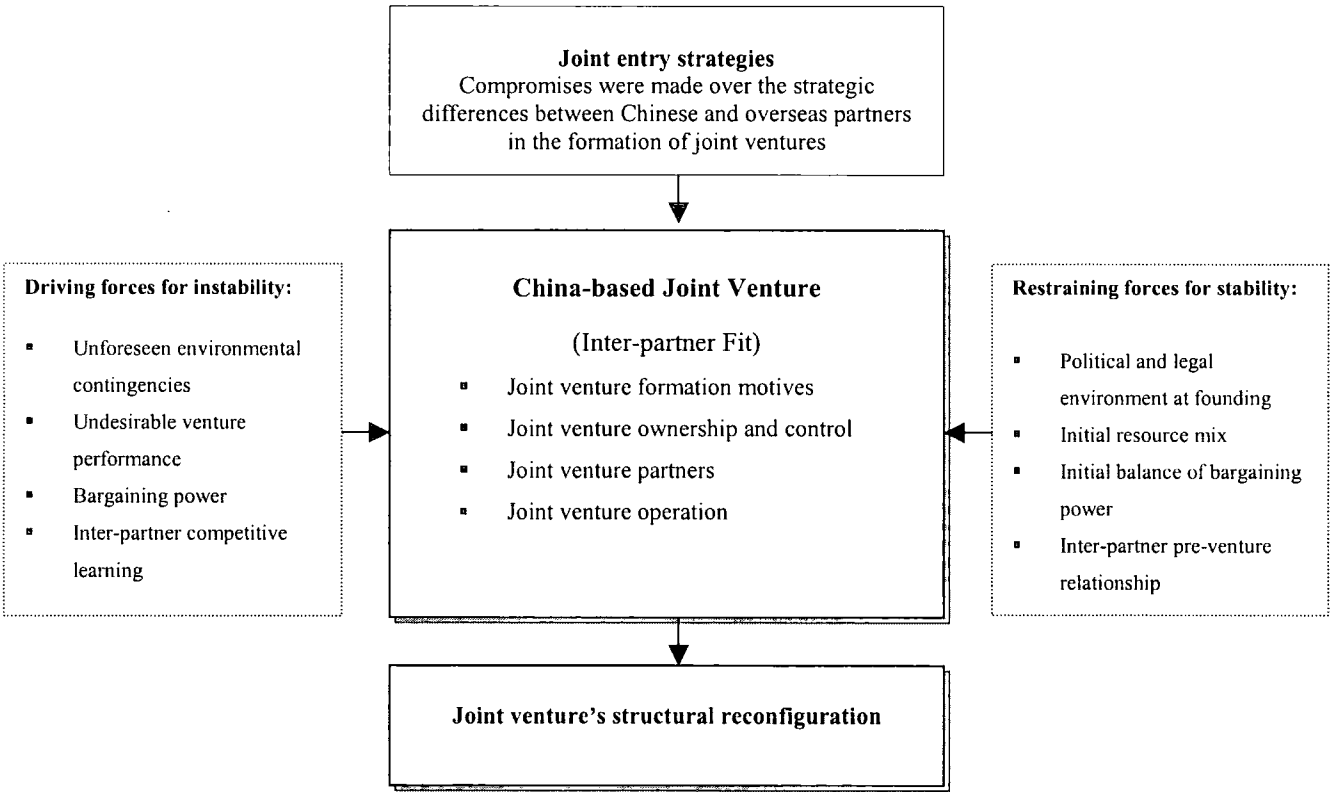 Joint entry strategies
Compromises were made over the strategic
differences between Chinese and overseas partners
in the formation of joint ventures
Driving forces for instability:
▪ Unforeseen environmental
contingencies
▪ Undesirable venture
performance
▪ Bargaining power
▪ Inter-partner competitive
learning
China-based Joint Venture
(Inter-partner Fit)
▪ Joint venture formation motives
▪ Joint venture ownership and control
▪ Joint venture partners
▪ Joint venture operation
Restraining forces for stability:
▪ Political and legal
environment at founding
▪ Initial resource mix
▪ Initial balance of bargaining
power
▪ Inter-partner pre-venture
relationship
Joint venture's structural reconfiguration